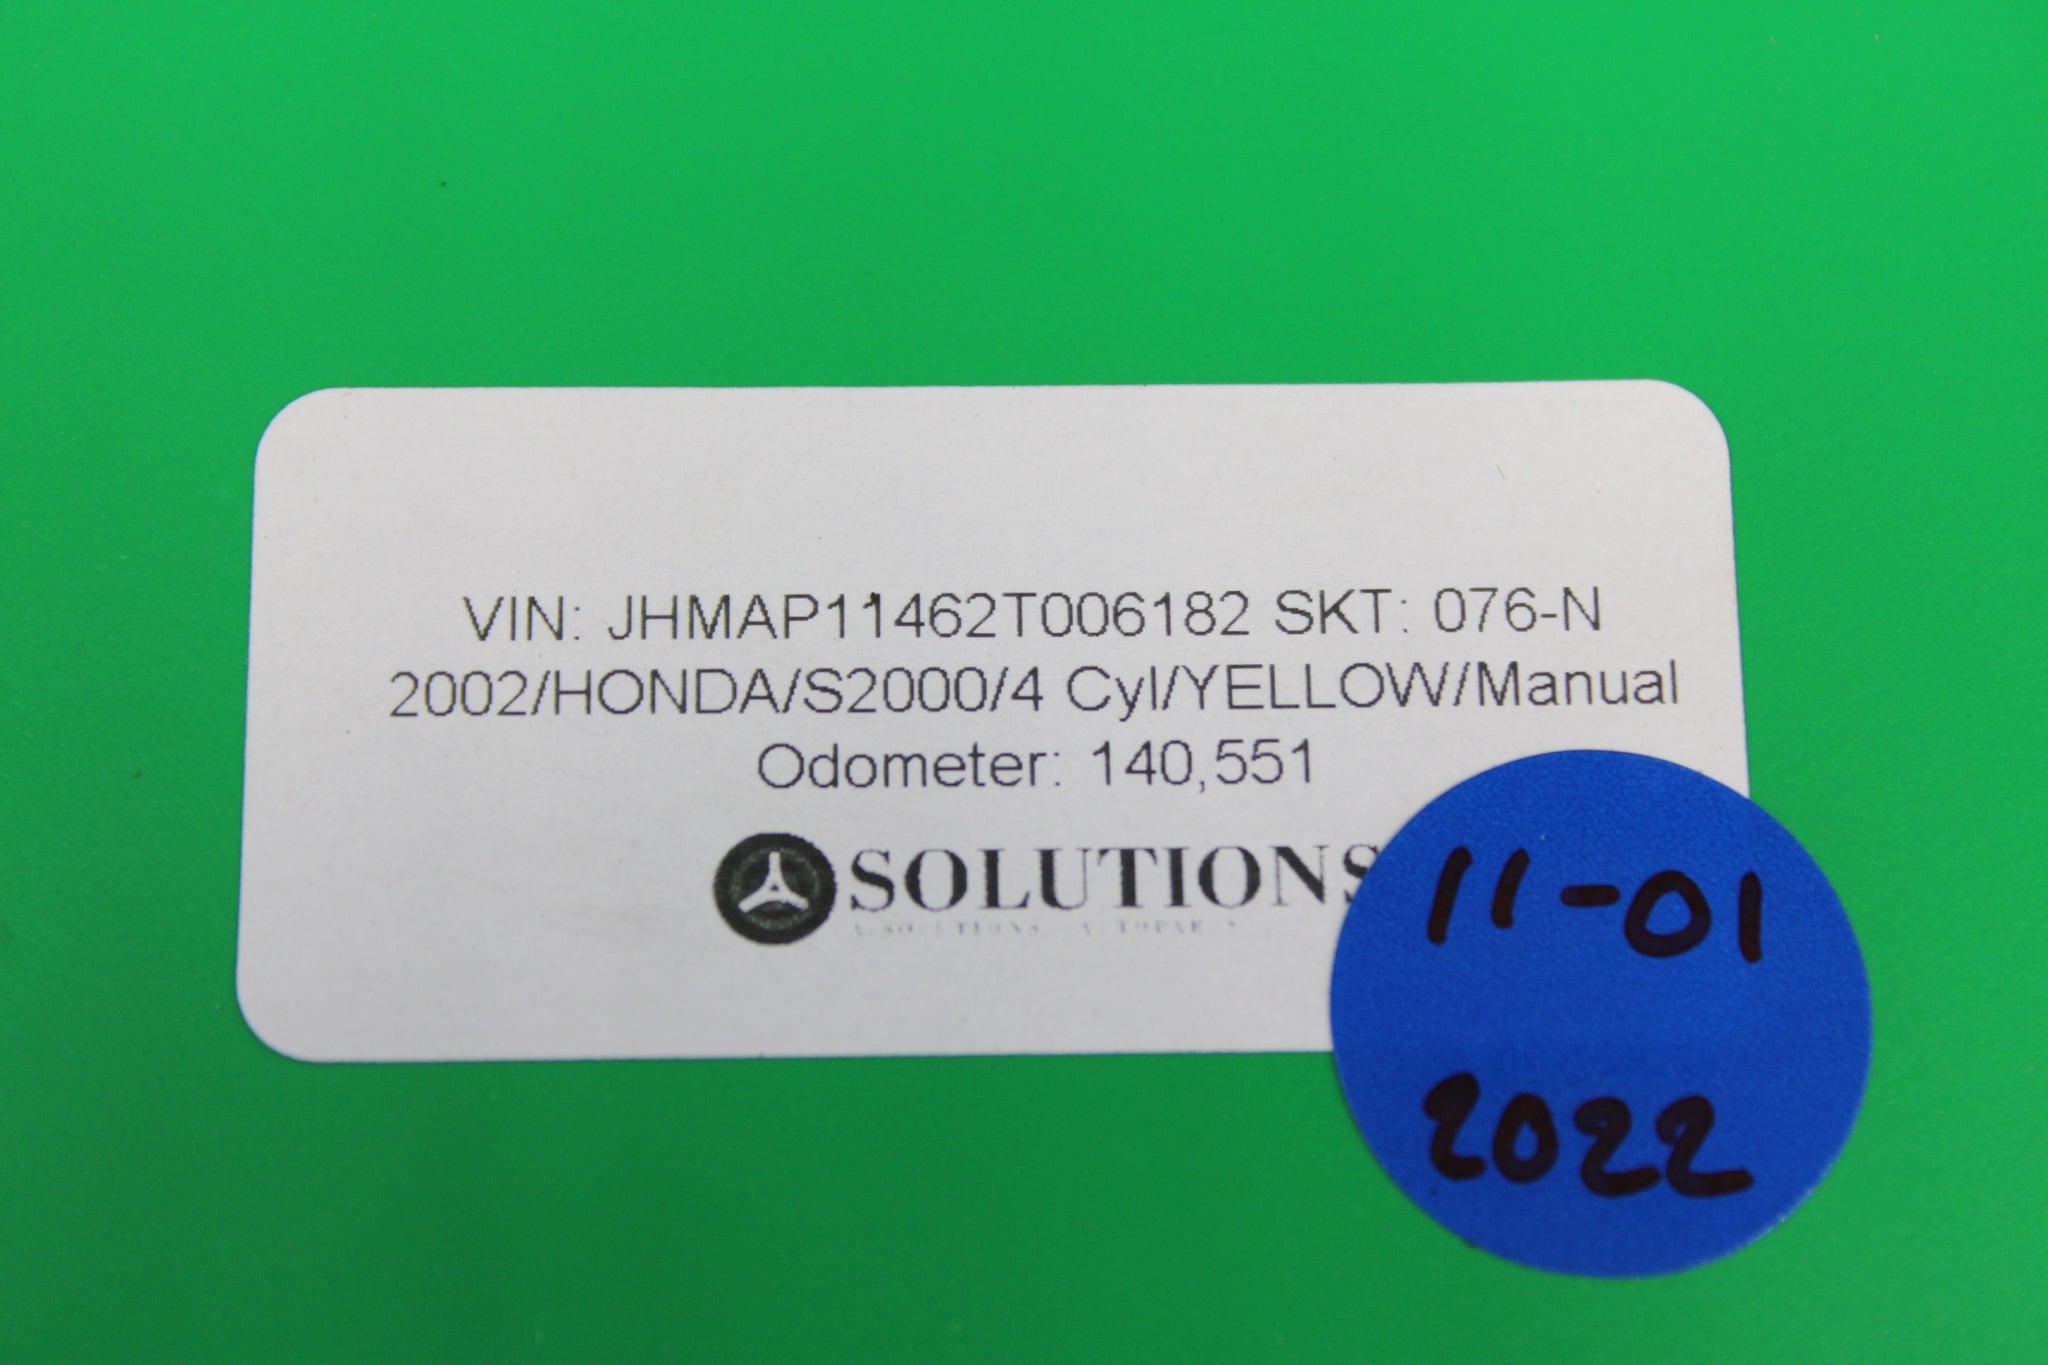 VIN: JHMAP11462T006182 SKT: 076-N
2002/HONDA/S2000/4 Cyl/YELLOW/Manual
Odometer: 140,551
SOLUTIONS
11-01
2022